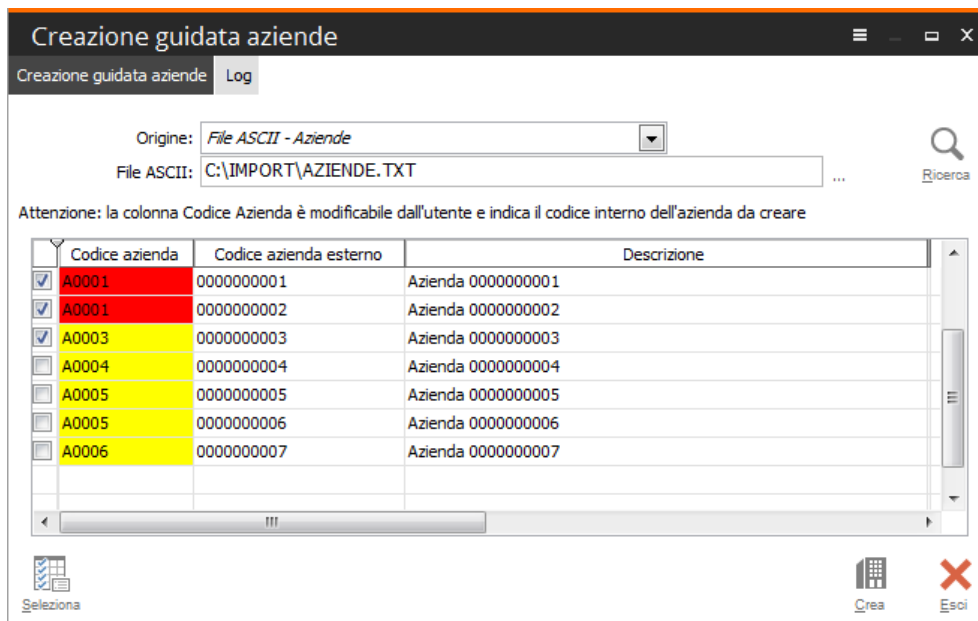 Creazione guidata aziende
Creazione guidata aziende Log
Origine: File ASCII - Aziende
File ASCII: C:\IMPORT\AZIENDE.TXT ...
Ricerca
Attenzione: la colonna Codice Azienda è modificabile dall'utente e indica il codice interno dell'azienda da creare
Codice azienda Codice azienda esterno Descrizione
A0001 0000000001 Azienda 0000000001
A0001 0000000002 Azienda 0000000002
A0003 0000000003 Azienda 0000000003
A0004 0000000004 Azienda 0000000004
A0005 0000000005 Azienda 0000000005
A0005 0000000006 Azienda 0000000006
A0006 0000000007 Azienda 0000000007
Seleziona Crea Esci